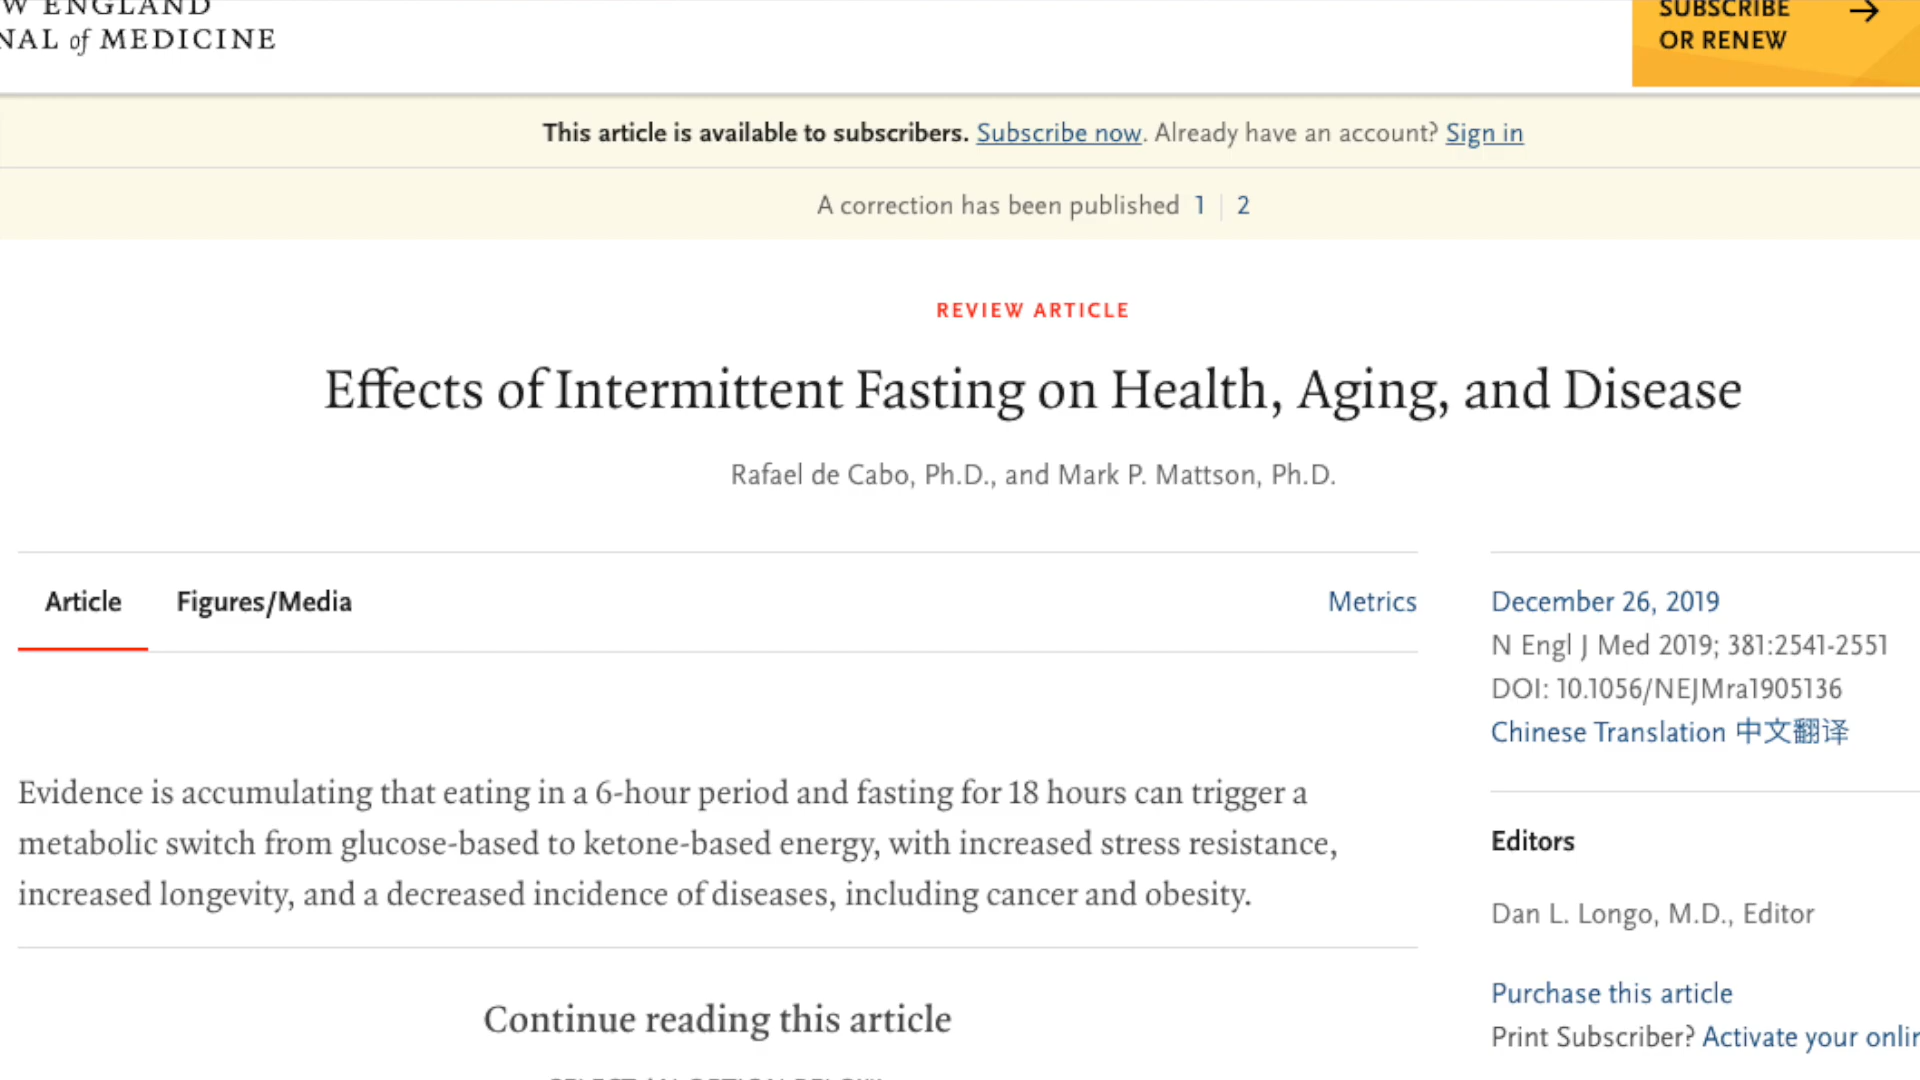 W ENGLAND
NAL of MEDICINE
SUBSCRIBE
OR RENEW
This article is available to subscribers. Subscribe now. Already have an account? Sign in
A correction has been published 1 | 2
REVIEW ARTICLE
Effects of Intermittent Fasting on Health, Aging, and Disease
Rafael de Cabo, Ph.D., and Mark P. Mattson, Ph.D.
Article Figures/Media Metrics
December 26, 2019
N Engl J Med 2019; 381:2541-2551
DOI: 10.1056/NEJMra1905136
Chinese Translation 中文翻译
Evidence is accumulating that eating in a 6-hour period and fasting for 18 hours can trigger a
metabolic switch from glucose-based to ketone-based energy, with increased stress resistance,
increased longevity, and a decreased incidence of diseases, including cancer and obesity.
Editors
Dan L. Longo, M.D., Editor
Purchase this article
Print Subscriber? Activate your onlin
Continue reading this article